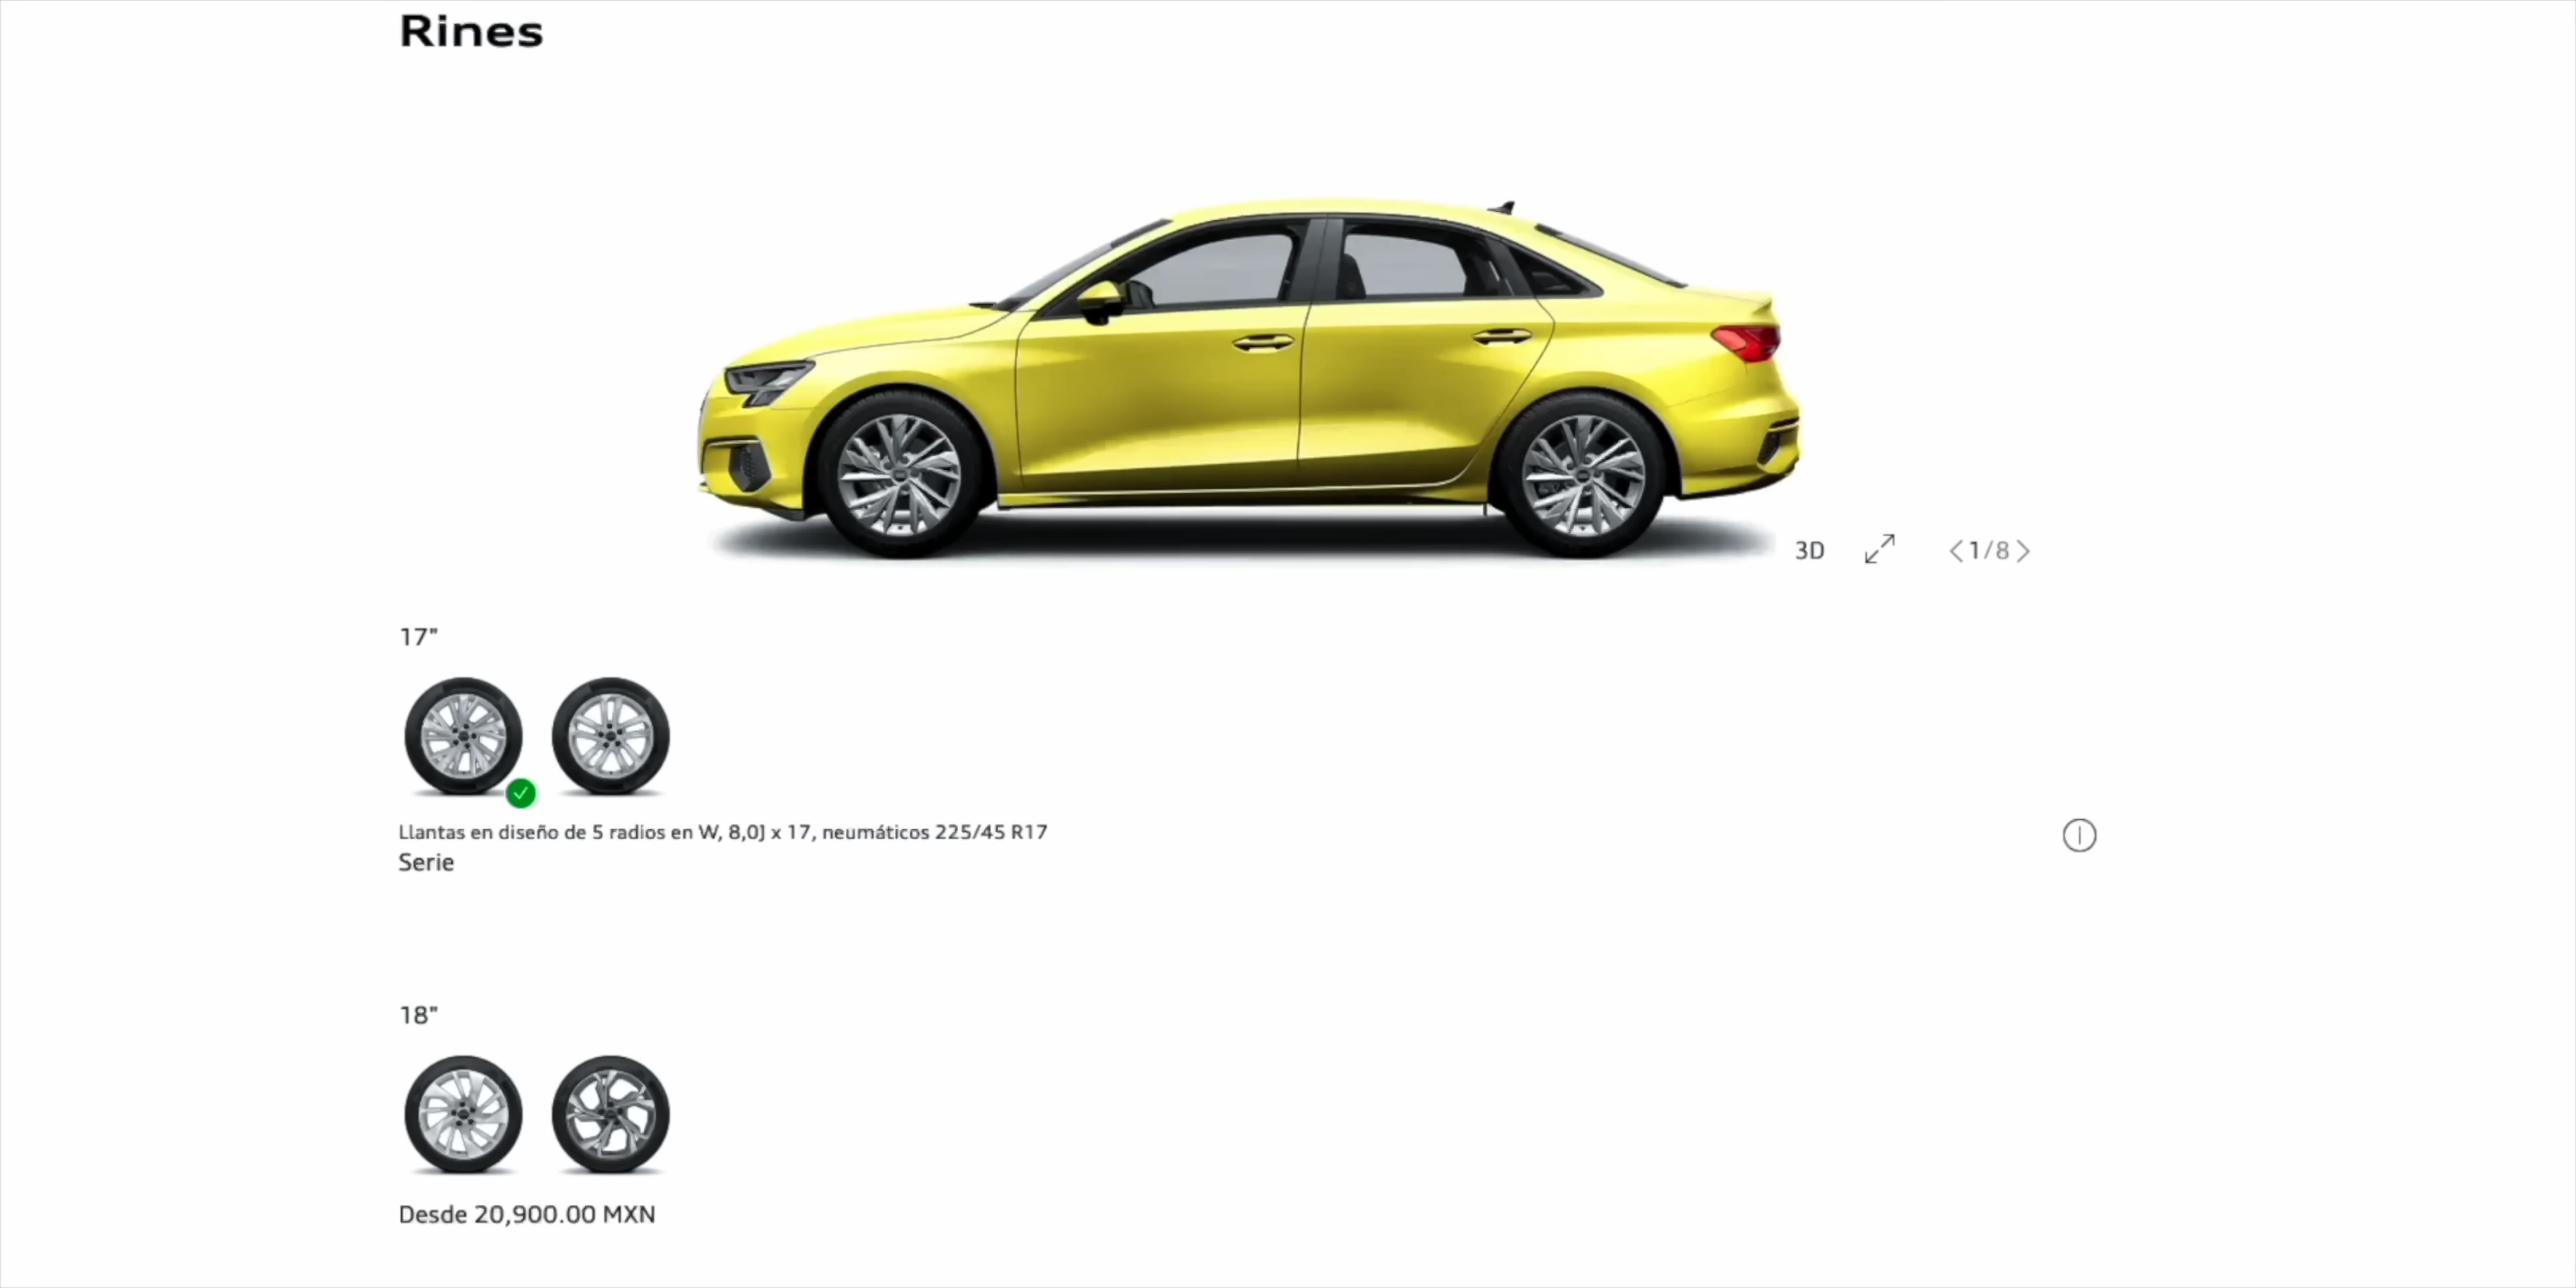 Rines
3D
1/8
17"
Llantas en diseño de 5 radios en W, 8,0J x 17, neumáticos 225/45 R17
Serie
18"
Desde 20,900.00 MXN